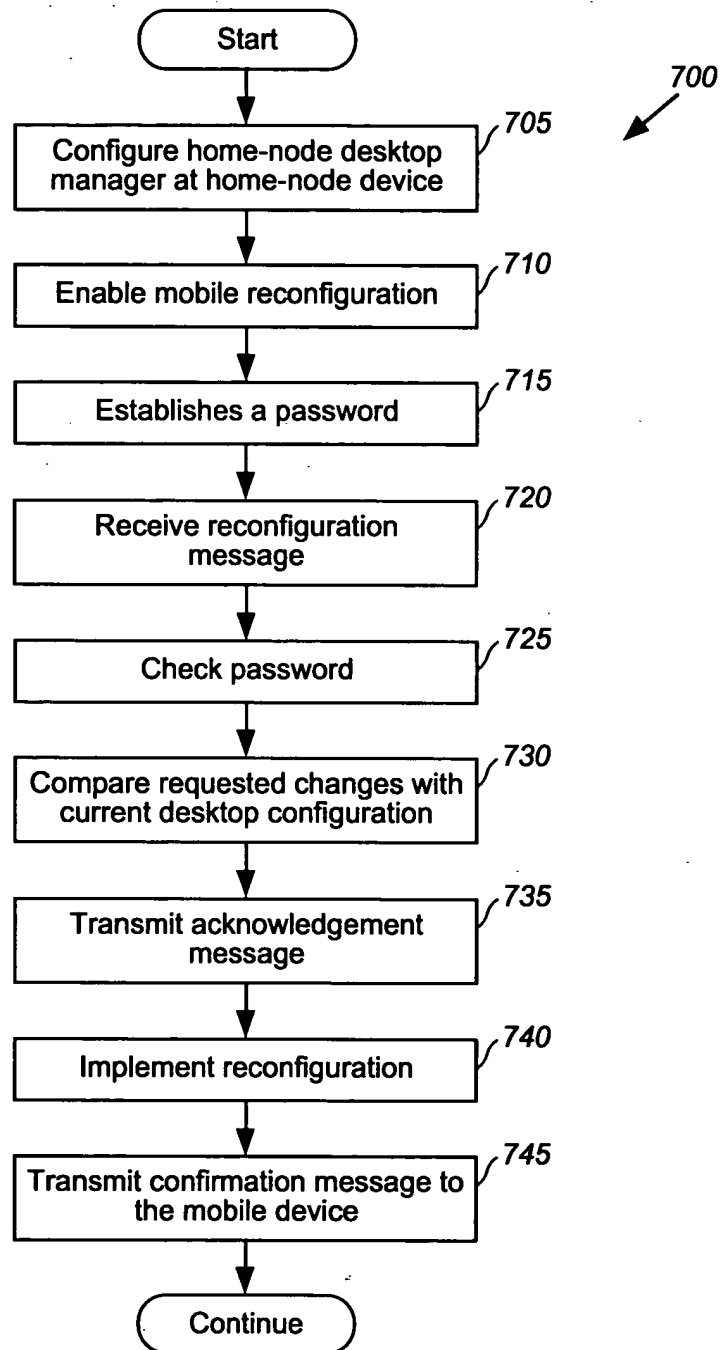 Start
700
705
Configure home-node desktop
manager at home-node device
710
Enable mobile reconfiguration
715
Establishes a password
720
Receive reconfiguration
message
725
Check password
730
Compare requested changes with
current desktop configuration
735
Transmit acknowledgement
message
740
Implement reconfiguration
745
Transmit confirmation message to
the mobile device
Continue